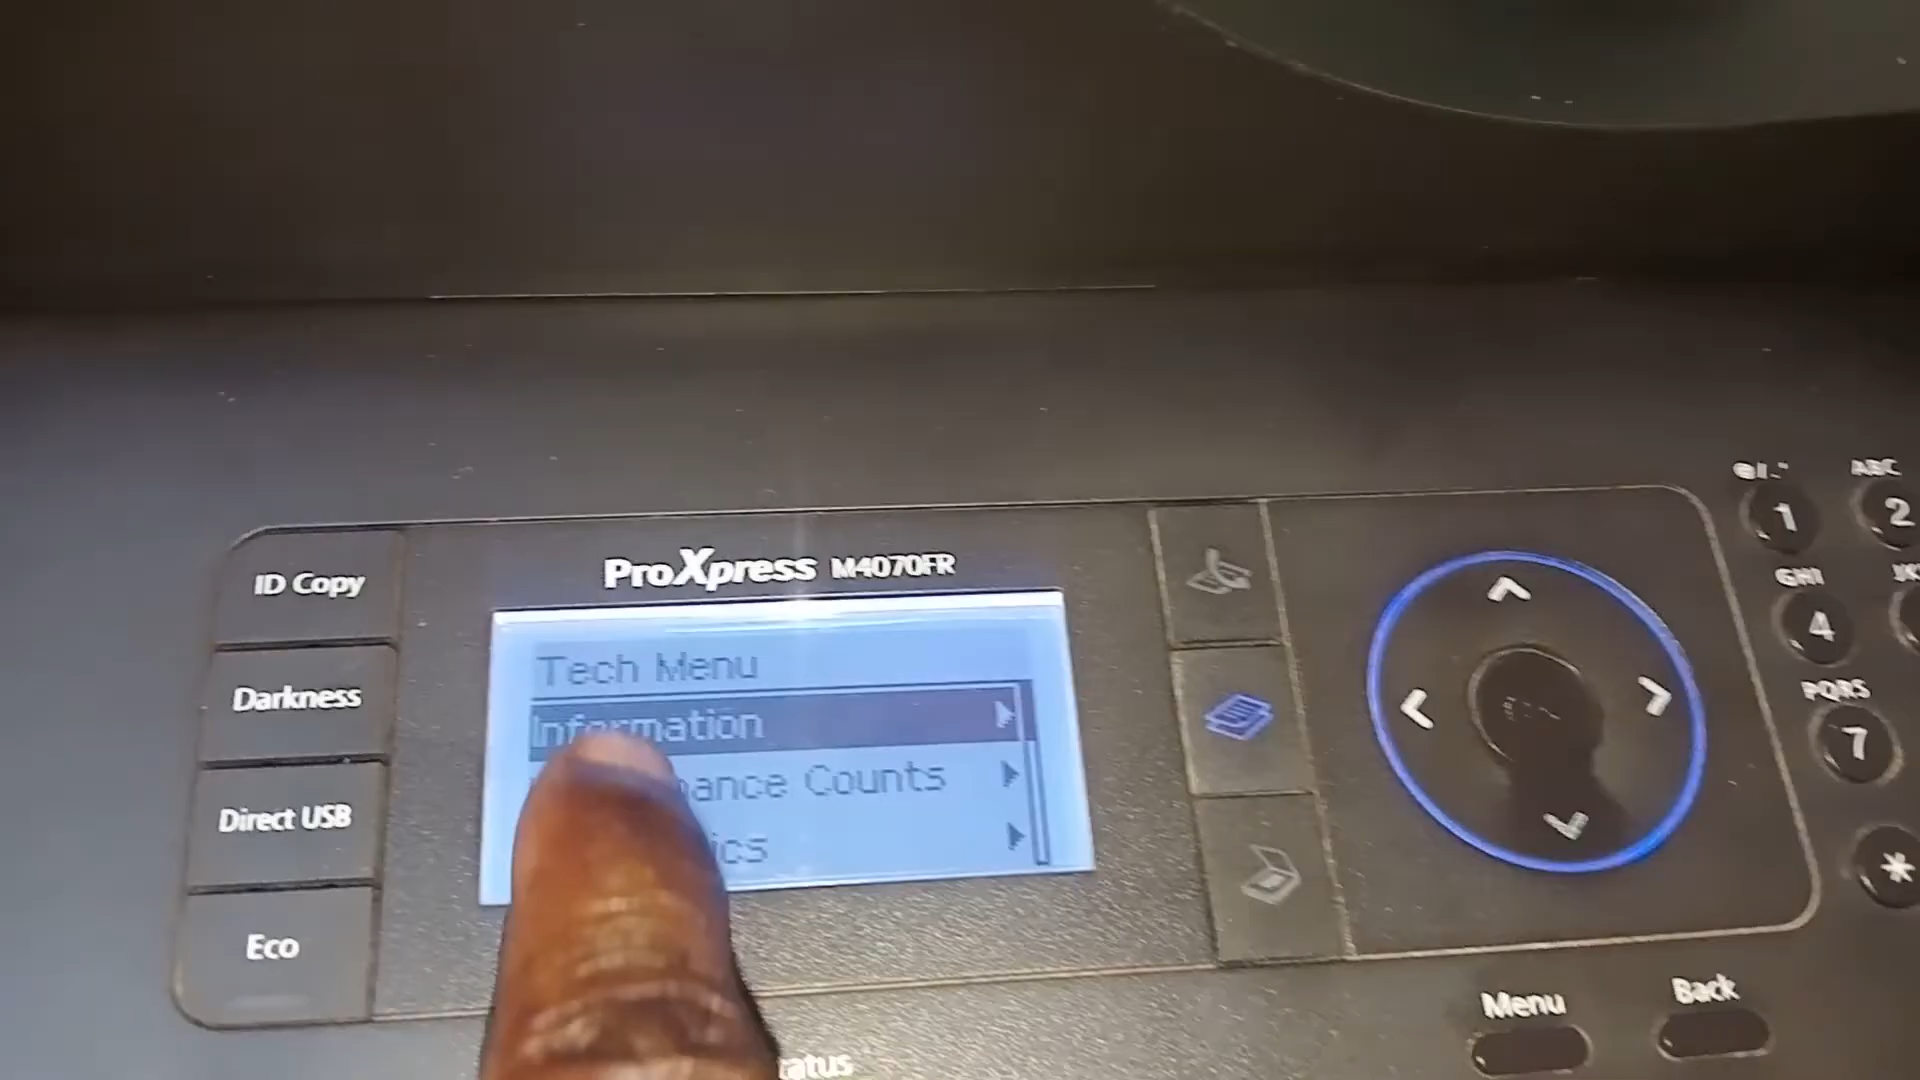 ProXpress M4070FR
Tech Menu
Information
Counts
ID Copy
Darkness
Direct USB
Eco
Menu
Back
ABC
1
2
GHI
4
PQRS
7
*